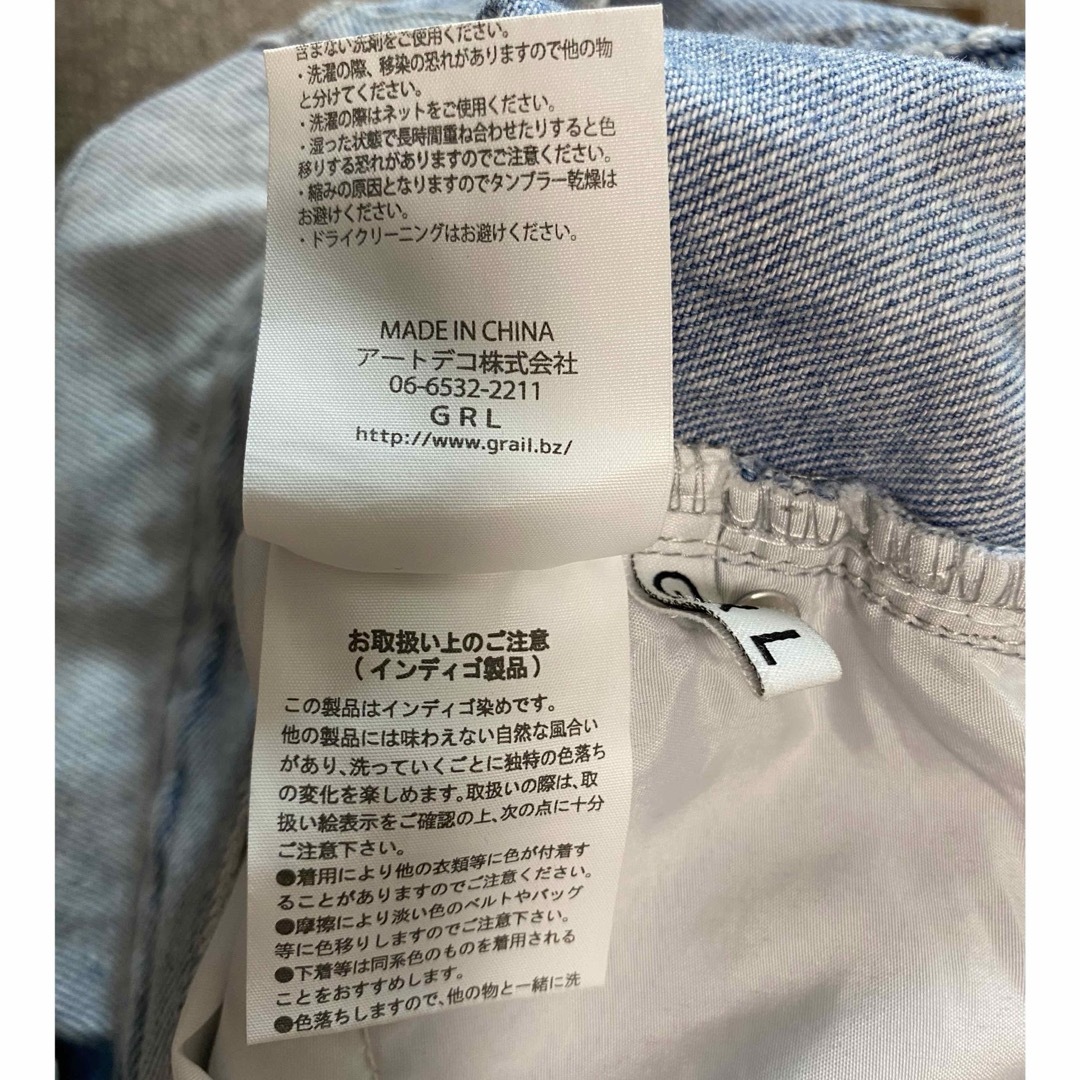 含まない洗剤をご使用ください。
・洗濯の際、移染の恐れがありますので他の物
と分けてください。
・洗濯の際はネットをご使用ください。
・湿った状態で長時間重ね合わせたりすると色
移りする恐れがありますのでご注意ください。
・縮みの原因となりますのでタンブラー乾燥は
お避けください。
・ドライクリーニングはお避けください。
MADE IN CHINA
アートデコ株式会社
06-6532-2211
GRL
http://www.grail.bz/
お取扱い上のご注意
(インディゴ製品)
この製品はインディゴ染めです。
他の製品には味わえない自然な風合い
があり、洗っていくごとに独特の色落ち
の変化を楽しめます。取扱いの際は、取
扱い絵表示をご確認の上、次の点に十分
ご注意下さい。
●着用により他の衣類等に色が付着す
ることがありますのでご注意ください。
●摩擦により淡い色のベルトやバッグ
等に色移りしますのでご注意下さい。
●下着等は同系色のものを着用される
ことをおすすめします。
●色落ちしますので、他の物と一緒に洗